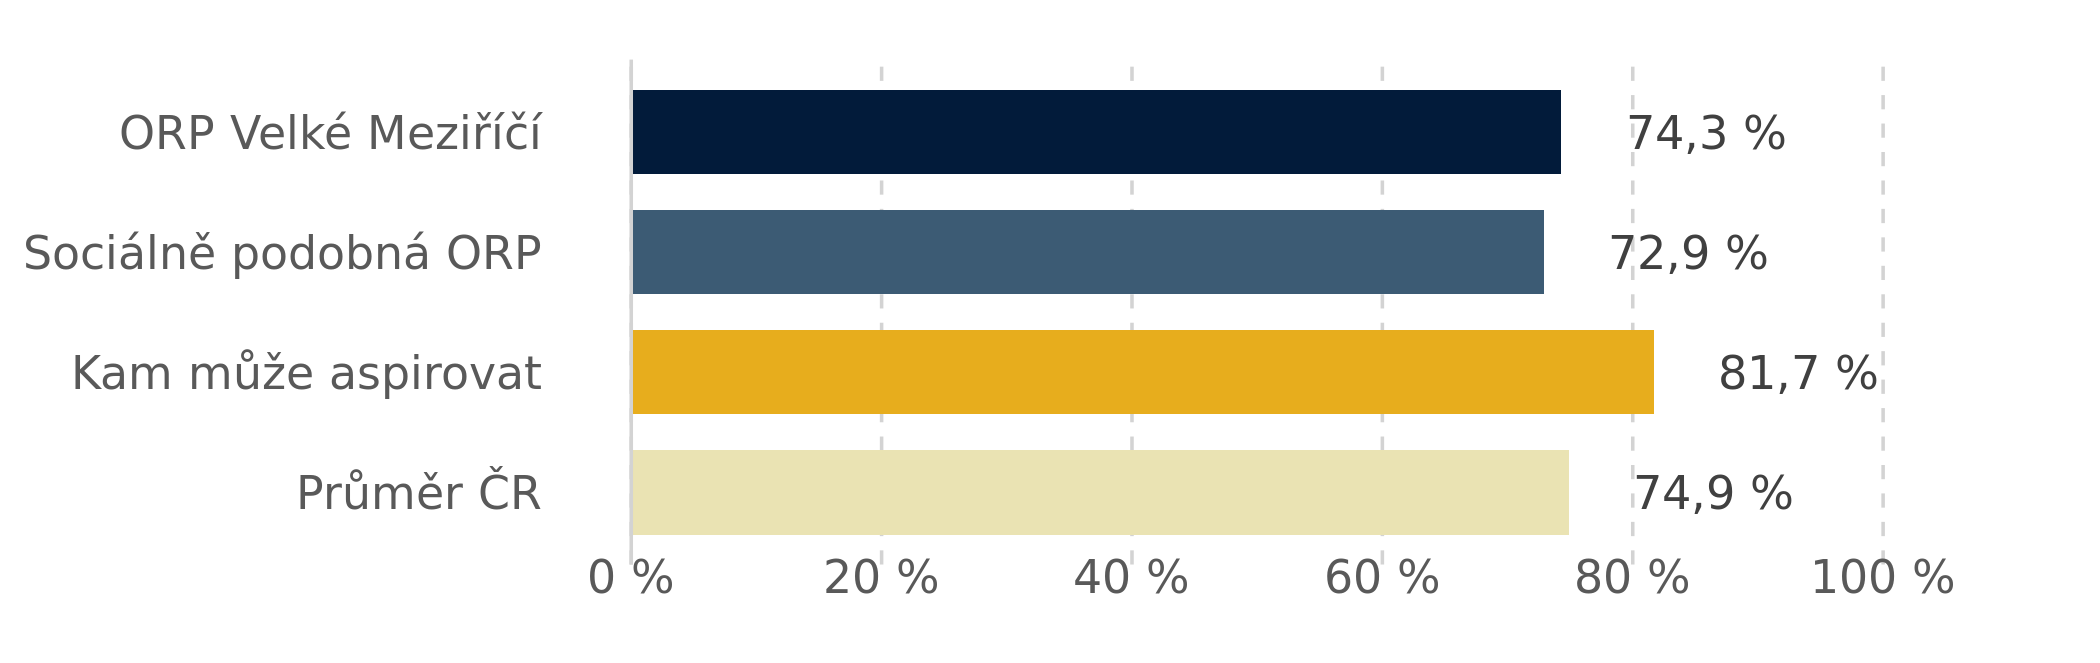 ORP Velké Meziříčí 74,3 %
Sociálně podobná ORP 72,9 %
Kam může aspirovat 81,7 %
Průměr ČR 74,9 %
0 % 20 % 40 % 60 % 80 % 100 %